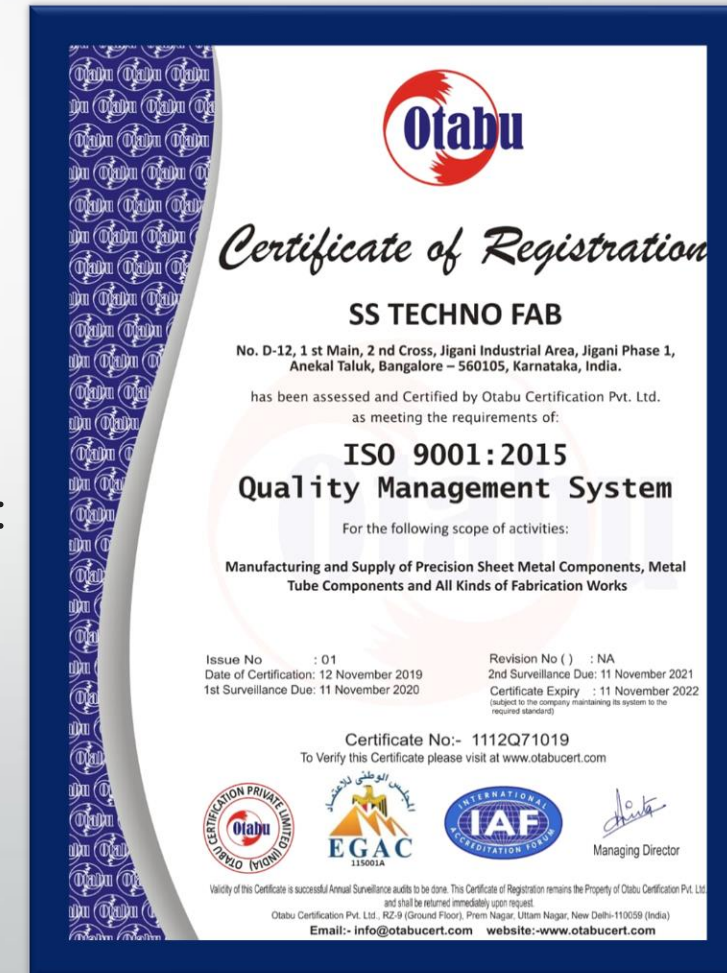 Otabu
Certificate of Registration
SS TECHNO FAB
No. D-12, 1 st Main, 2 nd Cross, Jigani Industrial Area, Jigani Phase 1,
Anekal Taluk, Bangalore – 560105, Karnataka, India.
has been assessed and Certified by Otabu Certification Pvt. Ltd.
as meeting the requirements of:
ISO 9001:2015
Quality Management System
For the following scope of activities:
Manufacturing and Supply of Precision Sheet Metal Components, Metal
Tube Components and All Kinds of Fabrication Works
Issue No : 01
Date of Certification: 12 November 2019
1st Surveillance Due: 11 November 2020
Revision No ( ) : NA
2nd Surveillance Due: 11 November 2021
Certificate Expiry : 11 November 2022
(subject to the company maintaining its system to the
required standard)
Certificate No:- 1112Q71019
To Verify this Certificate please visit at www.otabucert.com
OTABU CERTIFICATION PRIVATE LIMITED (INDIA)
Otabu
المجلس الوطنى للاعتماد
EGAC
115001A
INTERNATIONAL
IAF
ACCREDITATION FORUM
Managing Director
Validity of this Certificate is successful Annual Surveillance audits to be done. This Certificate of Registration remains the Property of Otabu Certification Pvt. Ltd.
and shall be returned immediately upon request.
Otabu Certification Pvt. Ltd., RZ-9 (Ground Floor), Prem Nagar, Uttam Nagar, New Delhi-110059 (India)
Email:- info@otabucert.com website:-www.otabucert.com